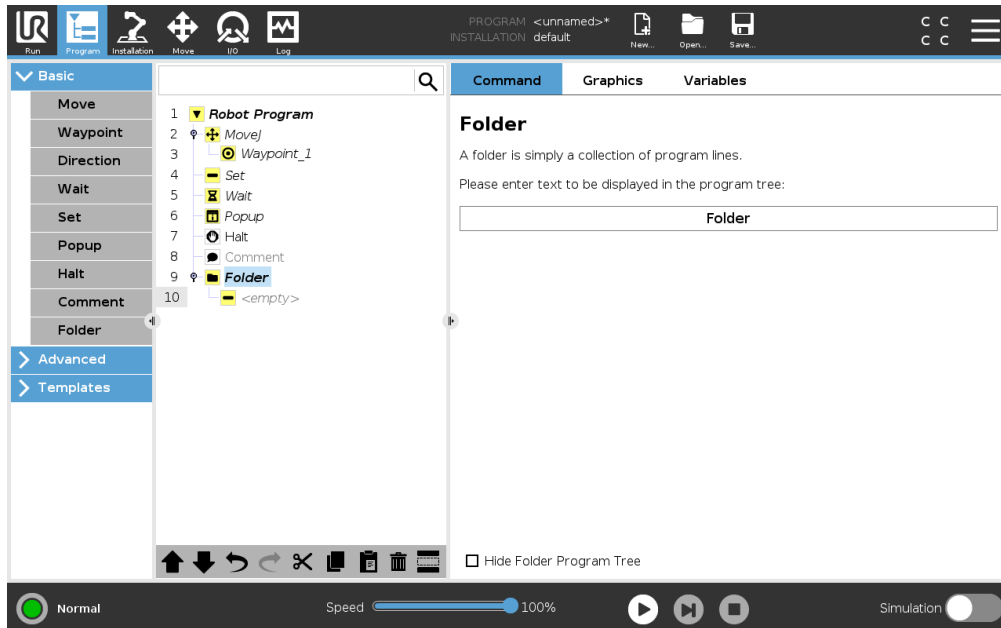 PROGRAM <unnamed>*
INSTALLATION default
C C
C C
Run Program Installation Move I/O Log New... Open... Save...
Basic
Move
Waypoint
Direction
Wait
Set
Popup
Halt
Comment
Folder
Advanced
Templates
1 Robot Program
2 MoveJ
3 Waypoint_1
4 Set
5 Wait
6 Popup
7 Halt
8 Comment
9 Folder
10 <empty>
Command Graphics Variables
Folder
A folder is simply a collection of program lines.
Please enter text to be displayed in the program tree:
Folder
Hide Folder Program Tree
Normal Speed 100% Simulation